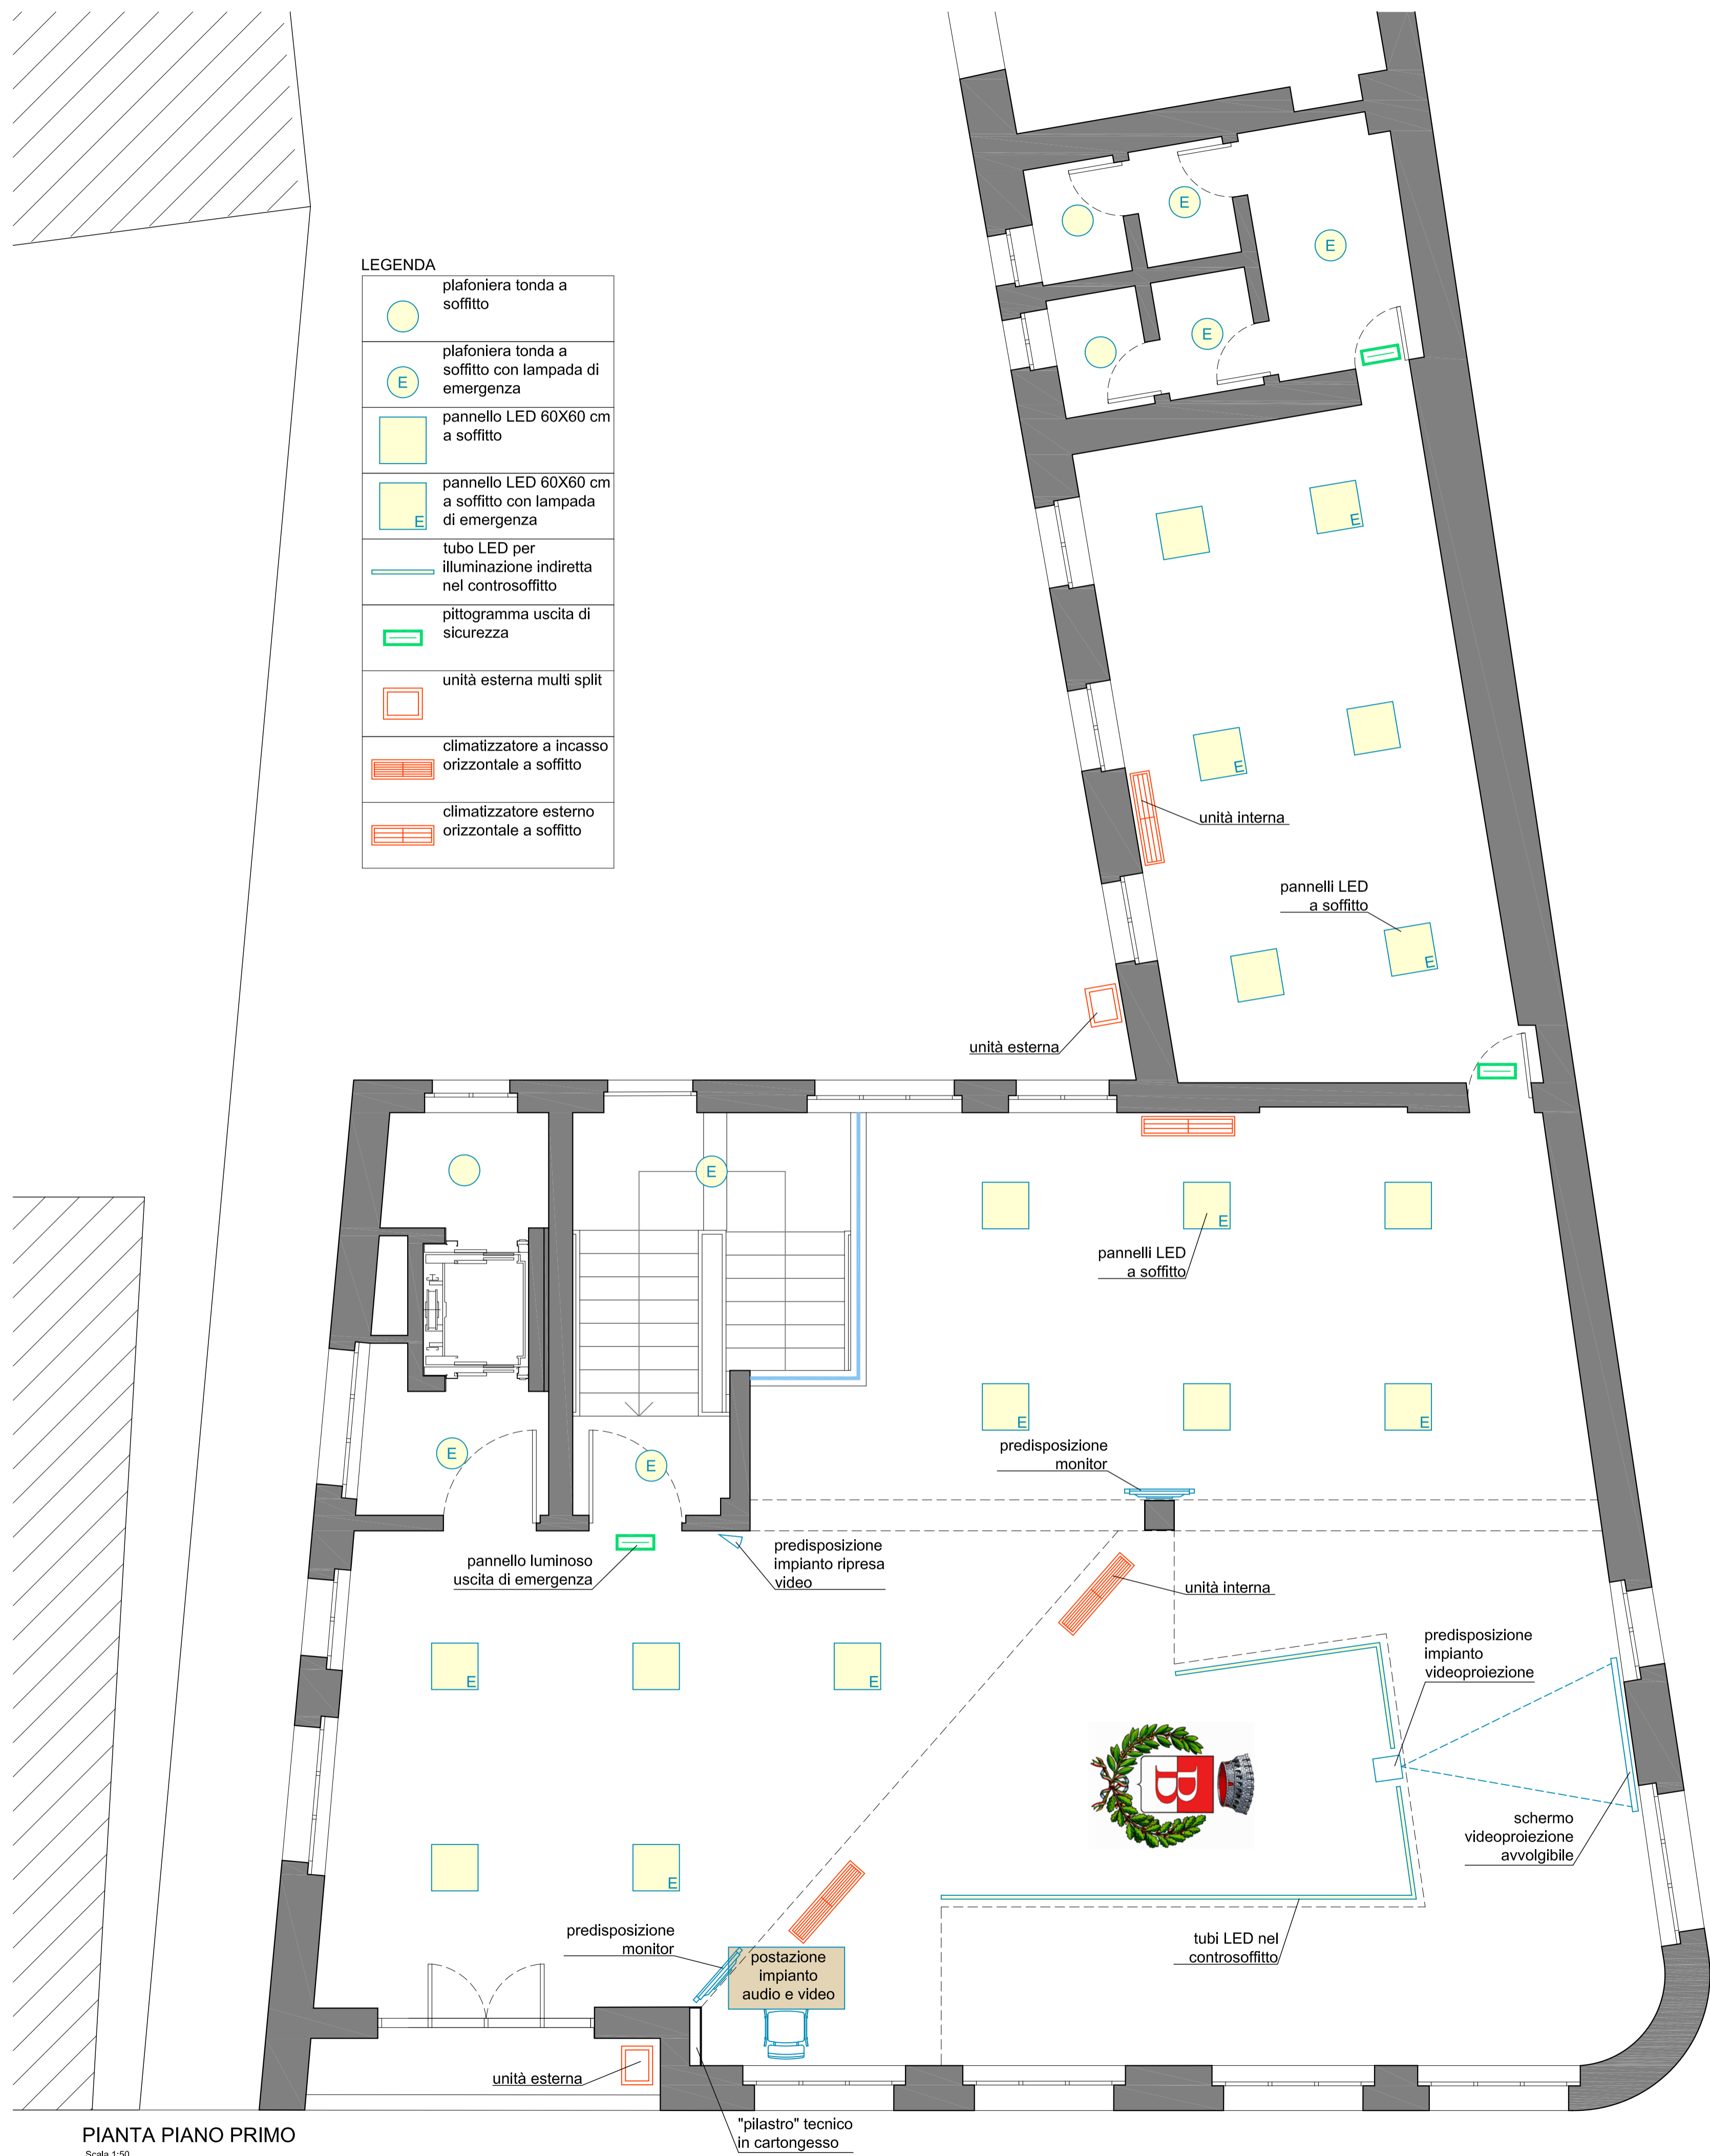 LEGENDA
plafoniera tonda a
soffitto
E
plafoniera tonda a
soffitto con lampada di
emergenza
pannello LED 60X60 cm
a soffitto
E
pannello LED 60X60 cm
a soffitto con lampada
di emergenza
tubo LED per
illuminazione indiretta
nel controsoffitto
pittogramma uscita di
sicurezza
unità esterna multi split
climatizzatore a incasso
orizzontale a soffitto
climatizzatore esterno
orizzontale a soffitto
E
E
E
E
E
unità interna
pannelli LED
a soffitto
E
unità esterna
E
E
pannelli LED
a soffitto
E
E
predisposizione
monitor
E
E
pannello luminoso
uscita di emergenza
predisposizione
impianto ripresa
video
unità interna
predisposizione
impianto
videoproiezione
E
E
B
B
schermo
videoproiezione
avvolgibile
E
predisposizione
monitor
postazione
impianto
audio e video
tubi LED nel
controsoffitto
unità esterna
"pilastro" tecnico
in cartongesso
PIANTA PIANO PRIMO
Scala 1:50